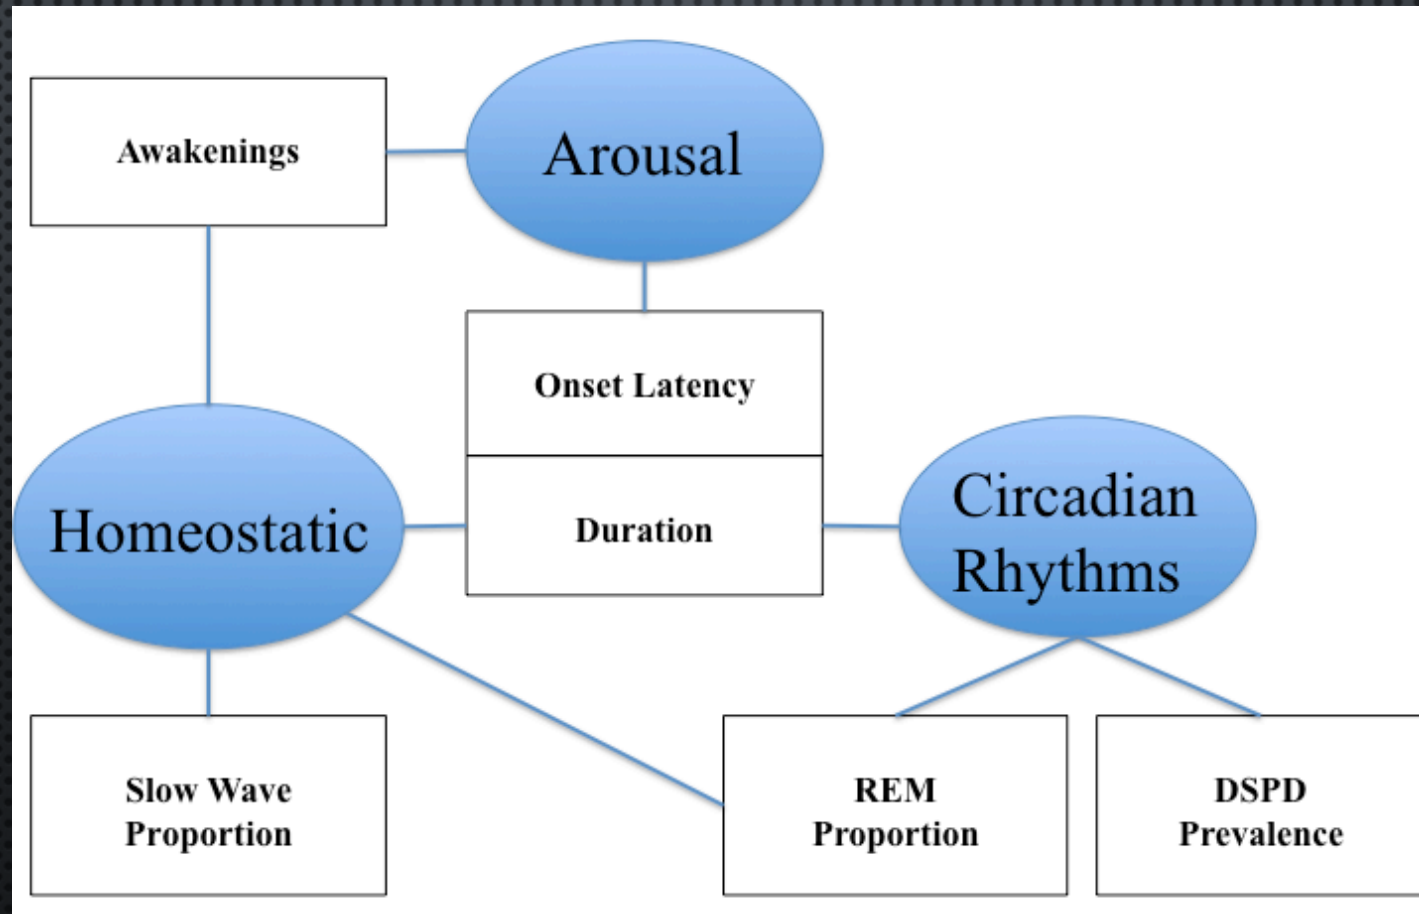 Awakenings
Arousal
Onset Latency
Homeostatic
Duration
Circadian
Rhythms
Slow Wave
Proportion
REM
Proportion
DSPD
Prevalence